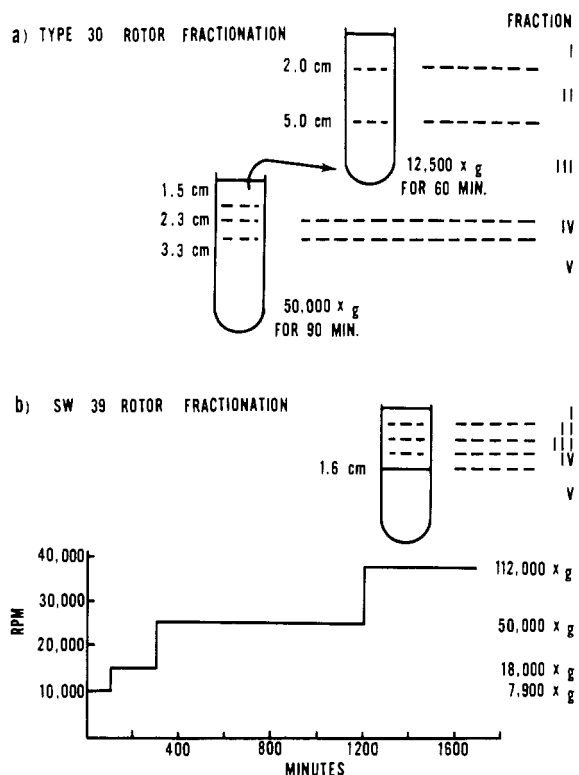 FRACTION
a) TYPE 30 ROTOR FRACTIONATION
I
2.0 cm
II
5.0 cm
12,500 x g
FOR 60 MIN.
III
1.5 cm
2.3 cm
IV
3.3 cm
V
50,000 x g
FOR 90 MIN.
b) SW 39 ROTOR FRACTIONATION
I
II
III
IV
1.6 cm
V
40,000
112,000 x g
30,000
50,000 x g
20,000
18,000 x g
10,000
7,900 x g
RPM
400 800 1200 1600
MINUTES